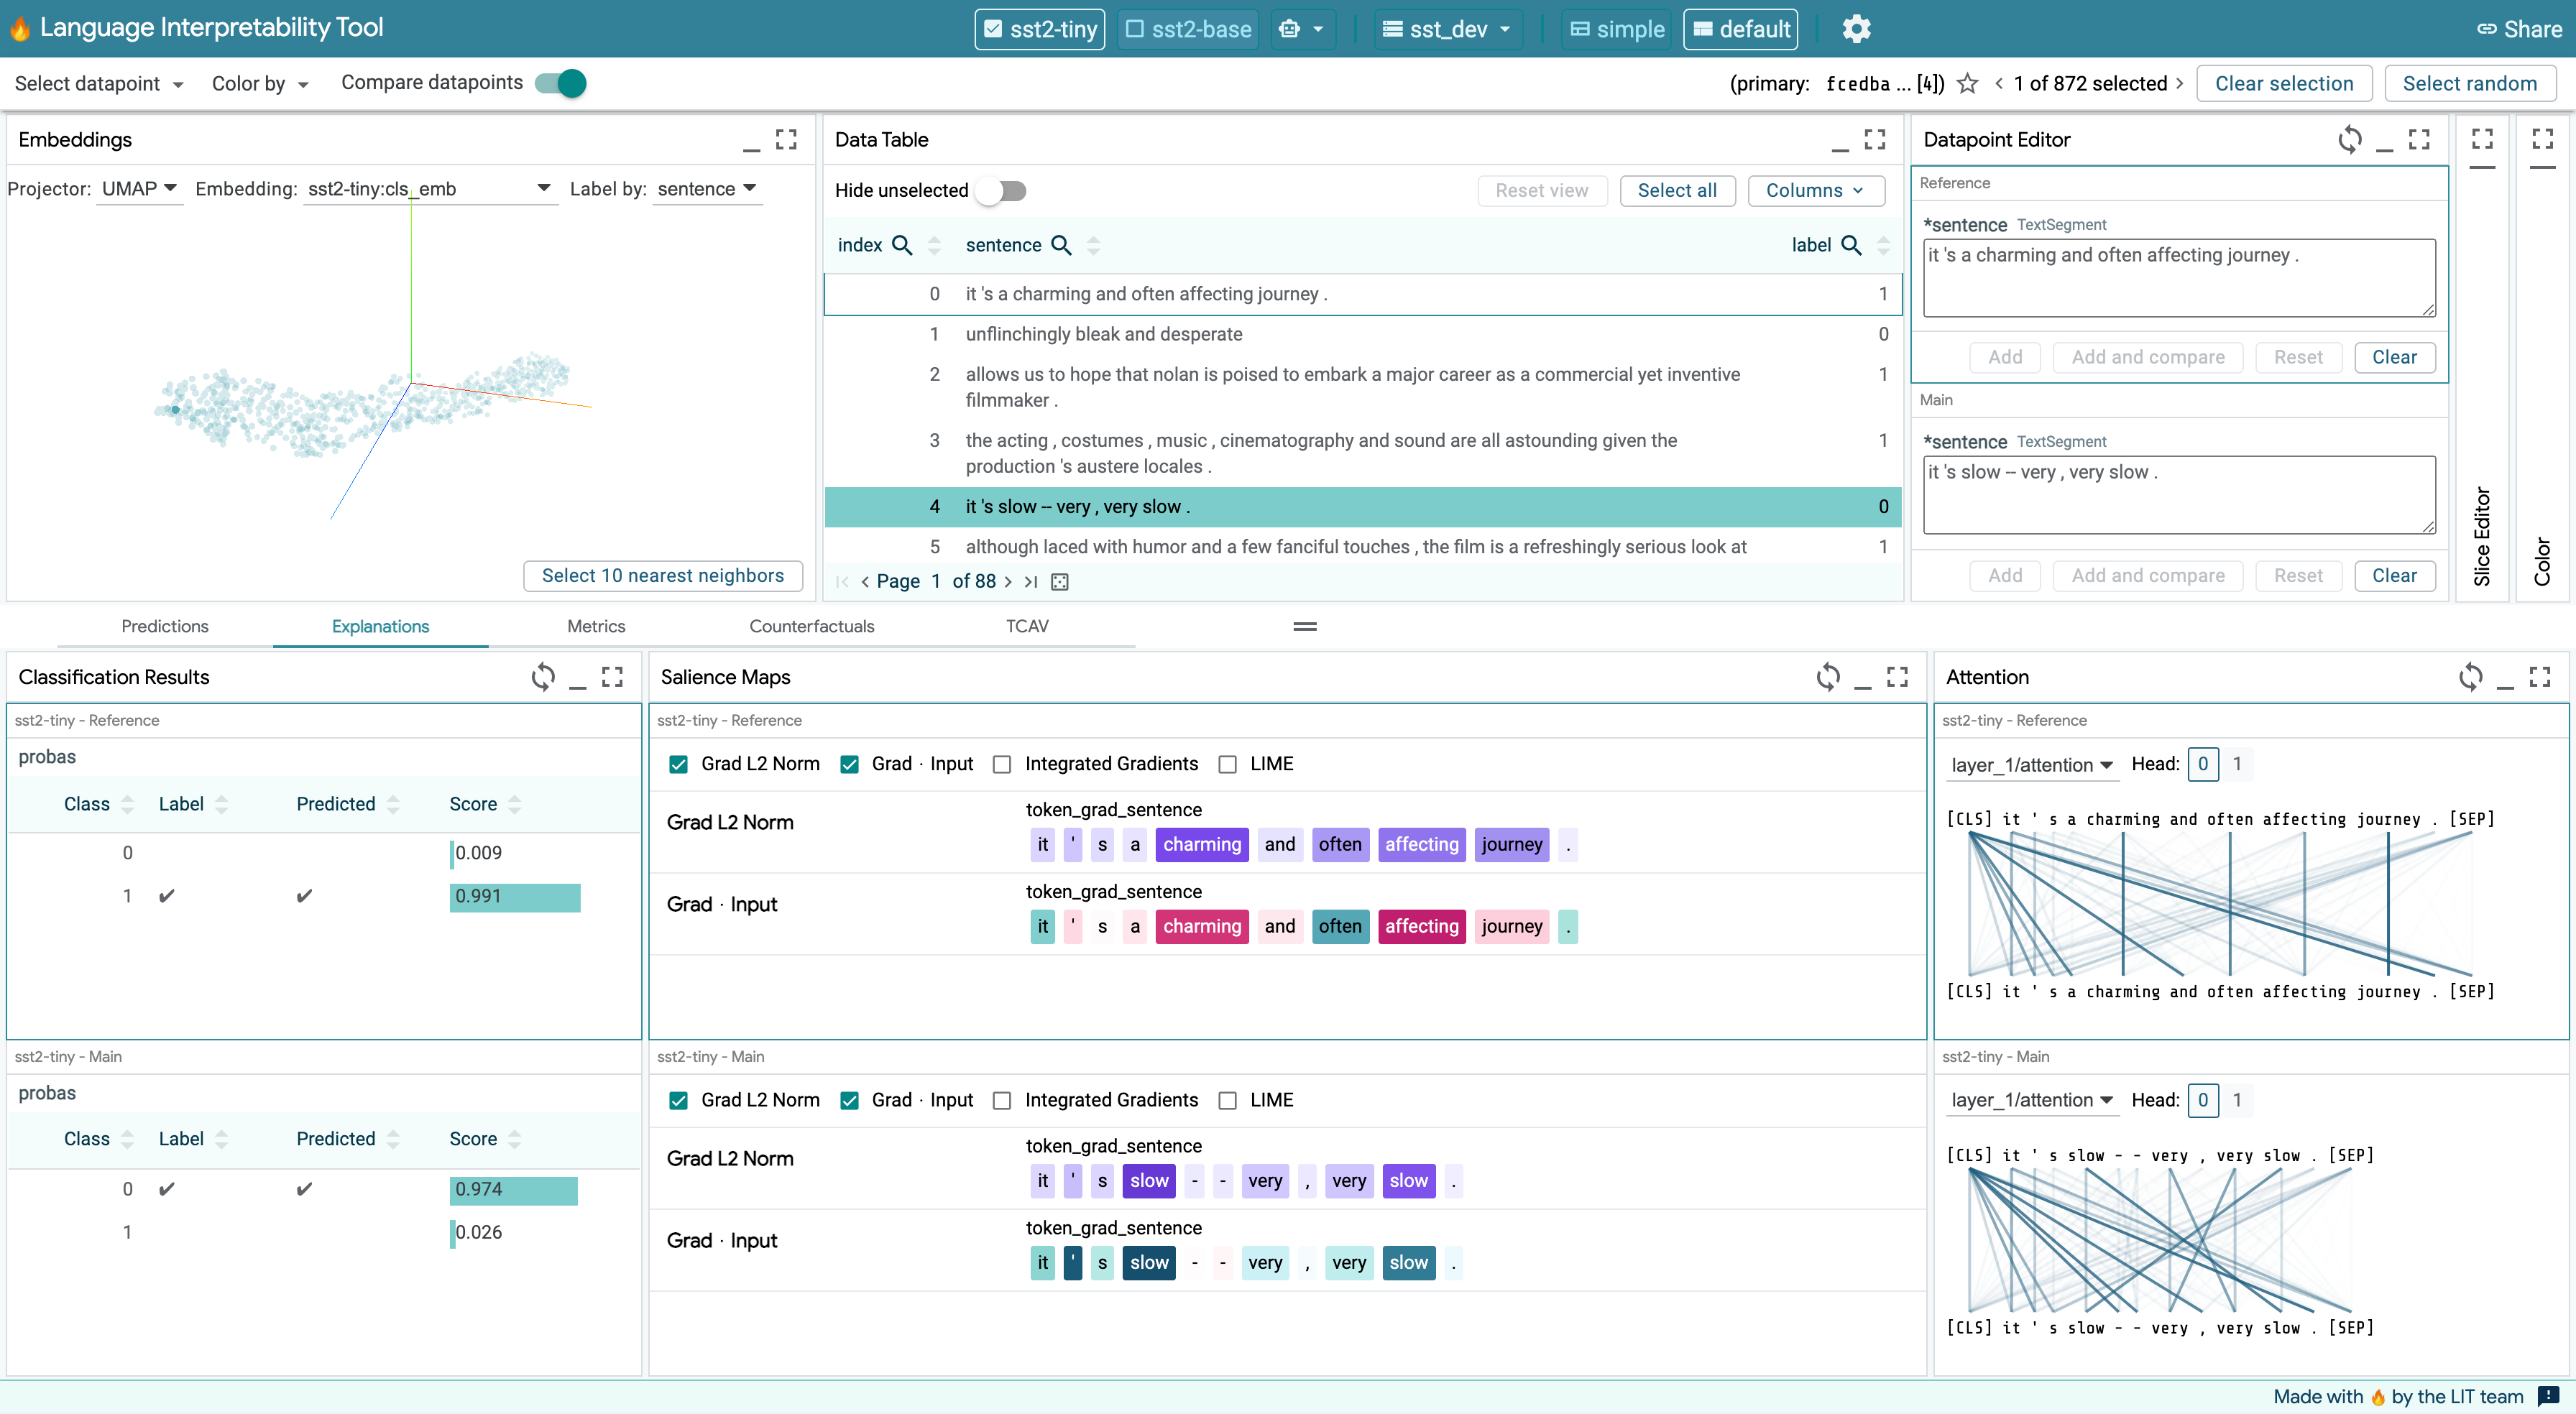 Language Interpretability Tool
sst2-tiny sst2-base sst_dev simple default Share
Select datapoint Color by Compare datapoints (primary: fcedba ... [4]) 1 of 872 selected Clear selection Select random
Embeddings
Projector: UMAP Embedding: sst2-tiny:cls_emb Label by: sentence
Select 10 nearest neighbors
Data Table
Hide unselected Reset view Select all Columns
index sentence label
0 it 's a charming and often affecting journey . 1
1 unflinchingly bleak and desperate 0
2 allows us to hope that nolan is poised to embark a major career as a commercial yet inventive 1
filmmaker .
3 the acting , costumes , music , cinematography and sound are all astounding given the 1
production 's austere locales .
4 it 's slow -- very , very slow . 0
5 although laced with humor and a few fanciful touches , the film is a refreshingly serious look at 1
Page 1 of 88
Datapoint Editor
Reference
*sentence TextSegment
it 's a charming and often affecting journey .
Add Add and compare Reset Clear
Main
*sentence TextSegment
it 's slow -- very , very slow .
Add Add and compare Reset Clear
Slice Editor
Color
Predictions Explanations Metrics Counterfactuals TCAV
Classification Results
sst2-tiny - Reference
probas
Class Label Predicted Score
0 0.009
1 ✔ ✔ 0.991
sst2-tiny - Main
probas
Class Label Predicted Score
0 ✔ ✔ 0.974
1 0.026
Salience Maps
sst2-tiny - Reference
Grad L2 Norm Grad · Input Integrated Gradients LIME
token_grad_sentence
Grad L2 Norm it ' s a charming and often affecting journey .
token_grad_sentence
Grad · Input it ' s a charming and often affecting journey .
sst2-tiny - Main
Grad L2 Norm Grad · Input Integrated Gradients LIME
token_grad_sentence
Grad L2 Norm it ' s slow - - very , very slow .
token_grad_sentence
Grad · Input it ' s slow - - very , very slow .
Attention
sst2-tiny - Reference
layer_1/attention Head: 0 1
[CLS] it ' s a charming and often affecting journey . [SEP]
[CLS] it ' s a charming and often affecting journey . [SEP]
sst2-tiny - Main
layer_1/attention Head: 0 1
[CLS] it ' s slow - - very , very slow . [SEP]
[CLS] it ' s slow - - very , very slow . [SEP]
Made with 🔥 by the LIT team